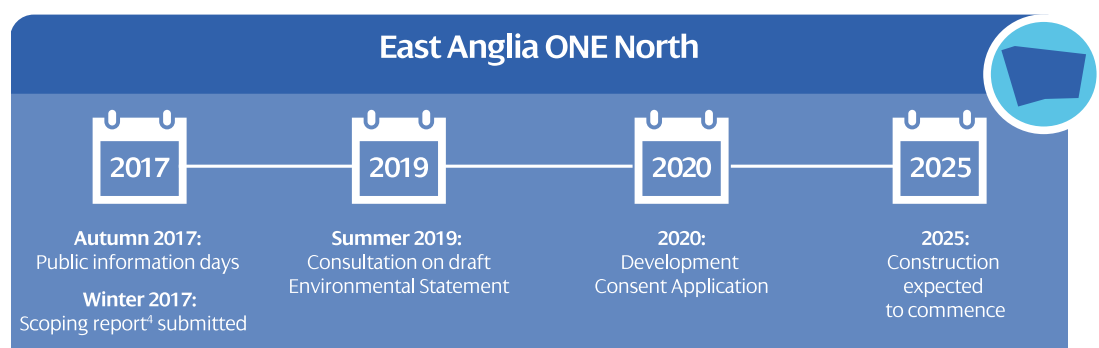 East Anglia ONE North
2017
2019
2020
2025
Autumn 2017:
Public information days
Winter 2017:
Scoping report⁴ submitted
Summer 2019:
Consultation on draft
Environmental Statement
2020:
Development
Consent Application
2025:
Construction
expected
to commence